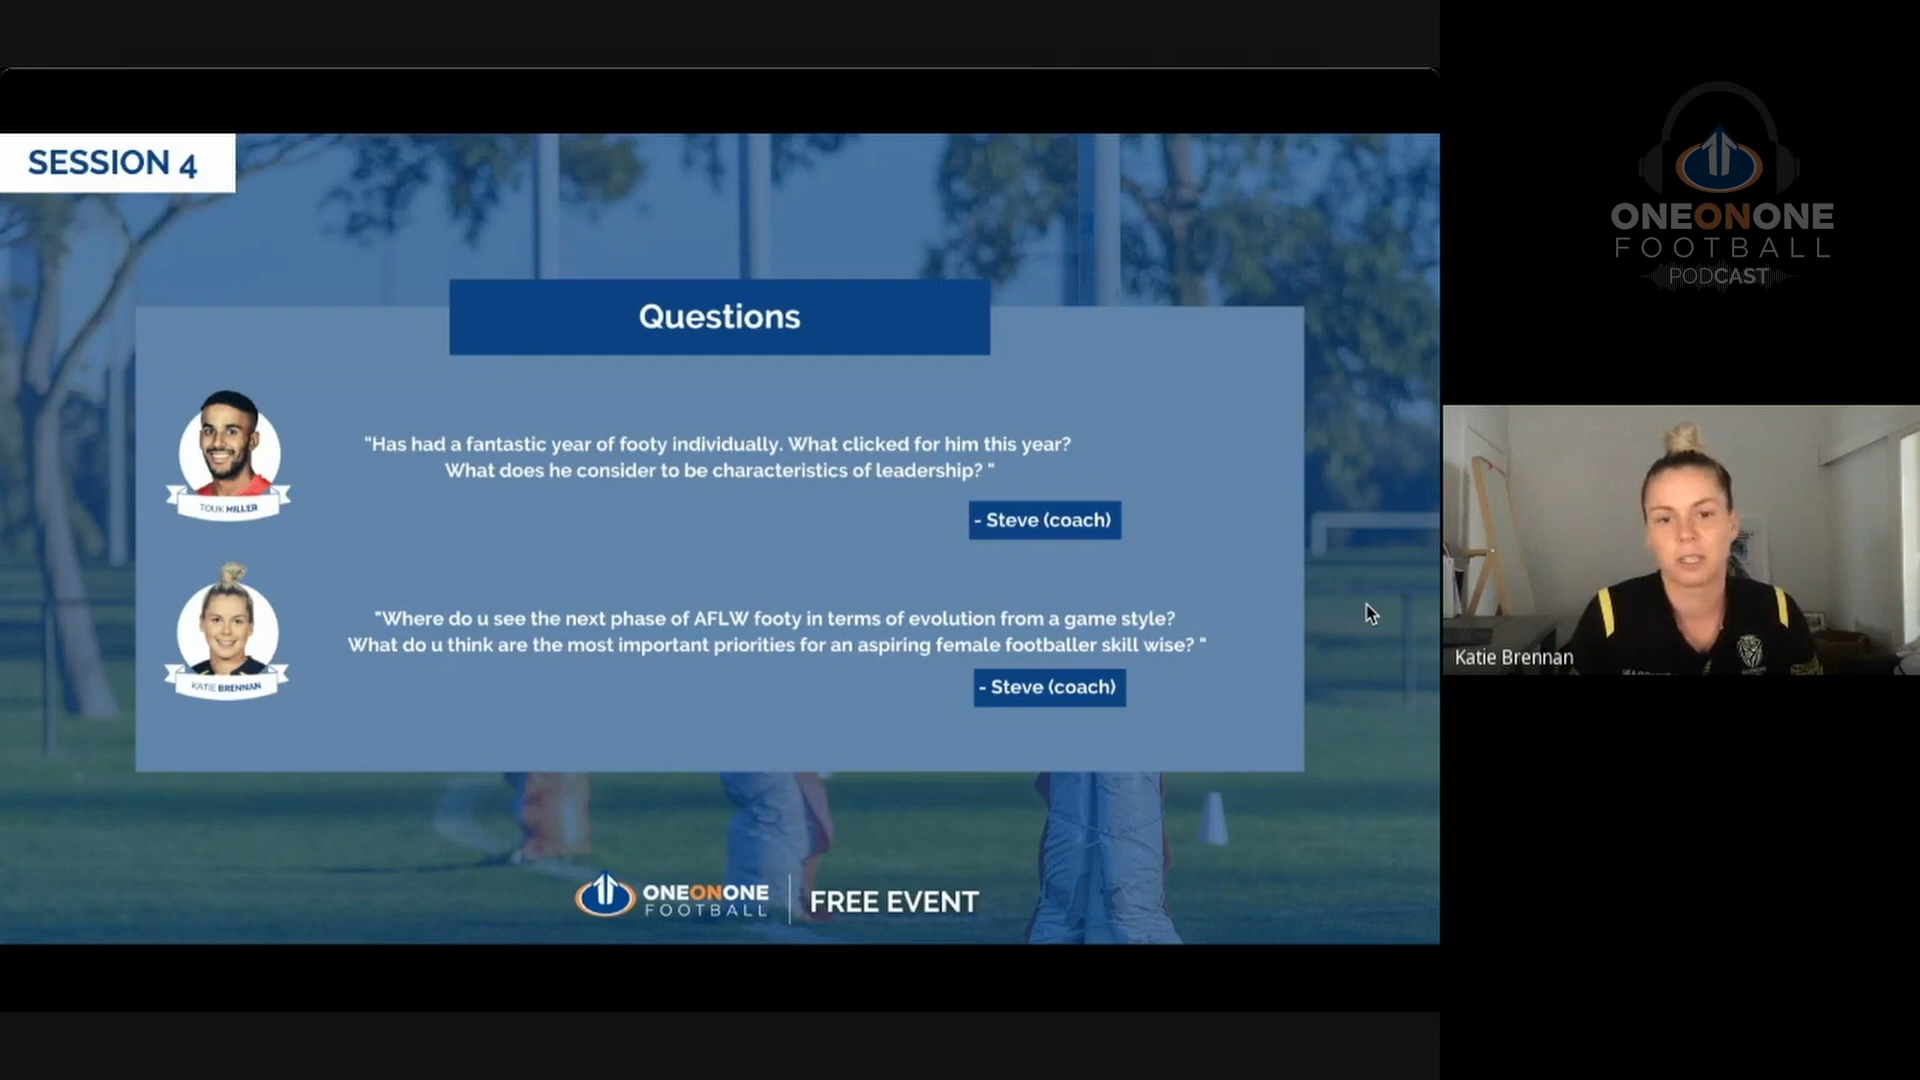 SESSION 4
Questions
"Has had a fantastic year of footy individually. What clicked for him this year?
What does he consider to be characteristics of leadership? "
- Steve (coach)
TOUK MILLER
"Where do u see the next phase of AFLW footy in terms of evolution from a game style?
What do u think are the most important priorities for an aspiring female footballer skill wise? "
- Steve (coach)
KATIE BRENNAN
ONEONONE
FOOTBALL
FREE EVENT
ONEONONE
FOOTBALL
PODCAST
Katie Brennan